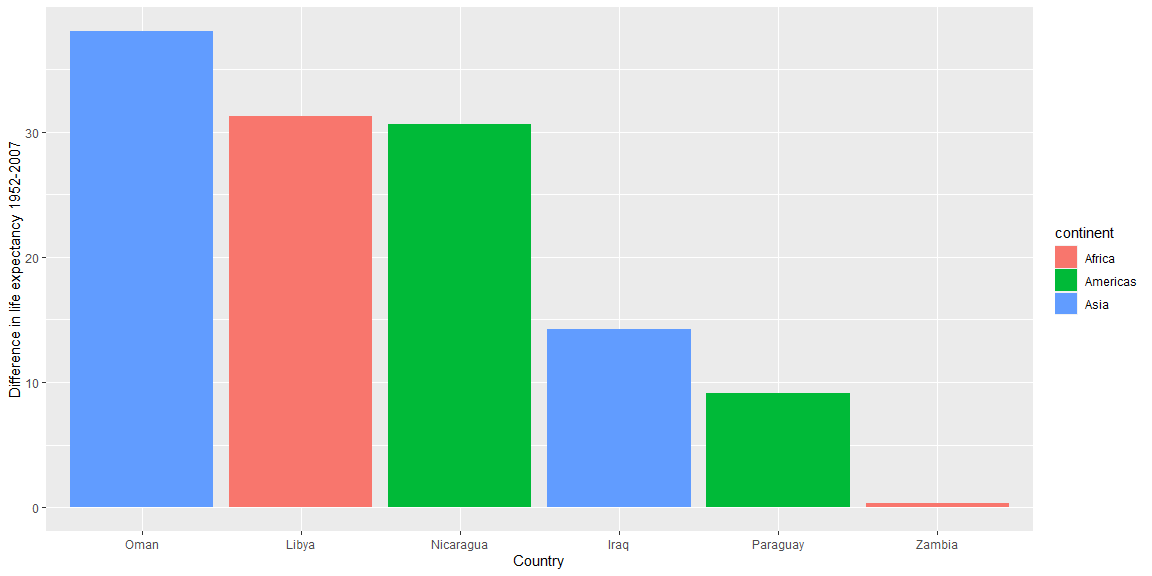 Difference in life expectancy 1952-2007
30
20
10
0
Oman
Libya
Nicaragua
Iraq
Paraguay
Zambia
Country
continent
Africa
Americas
Asia